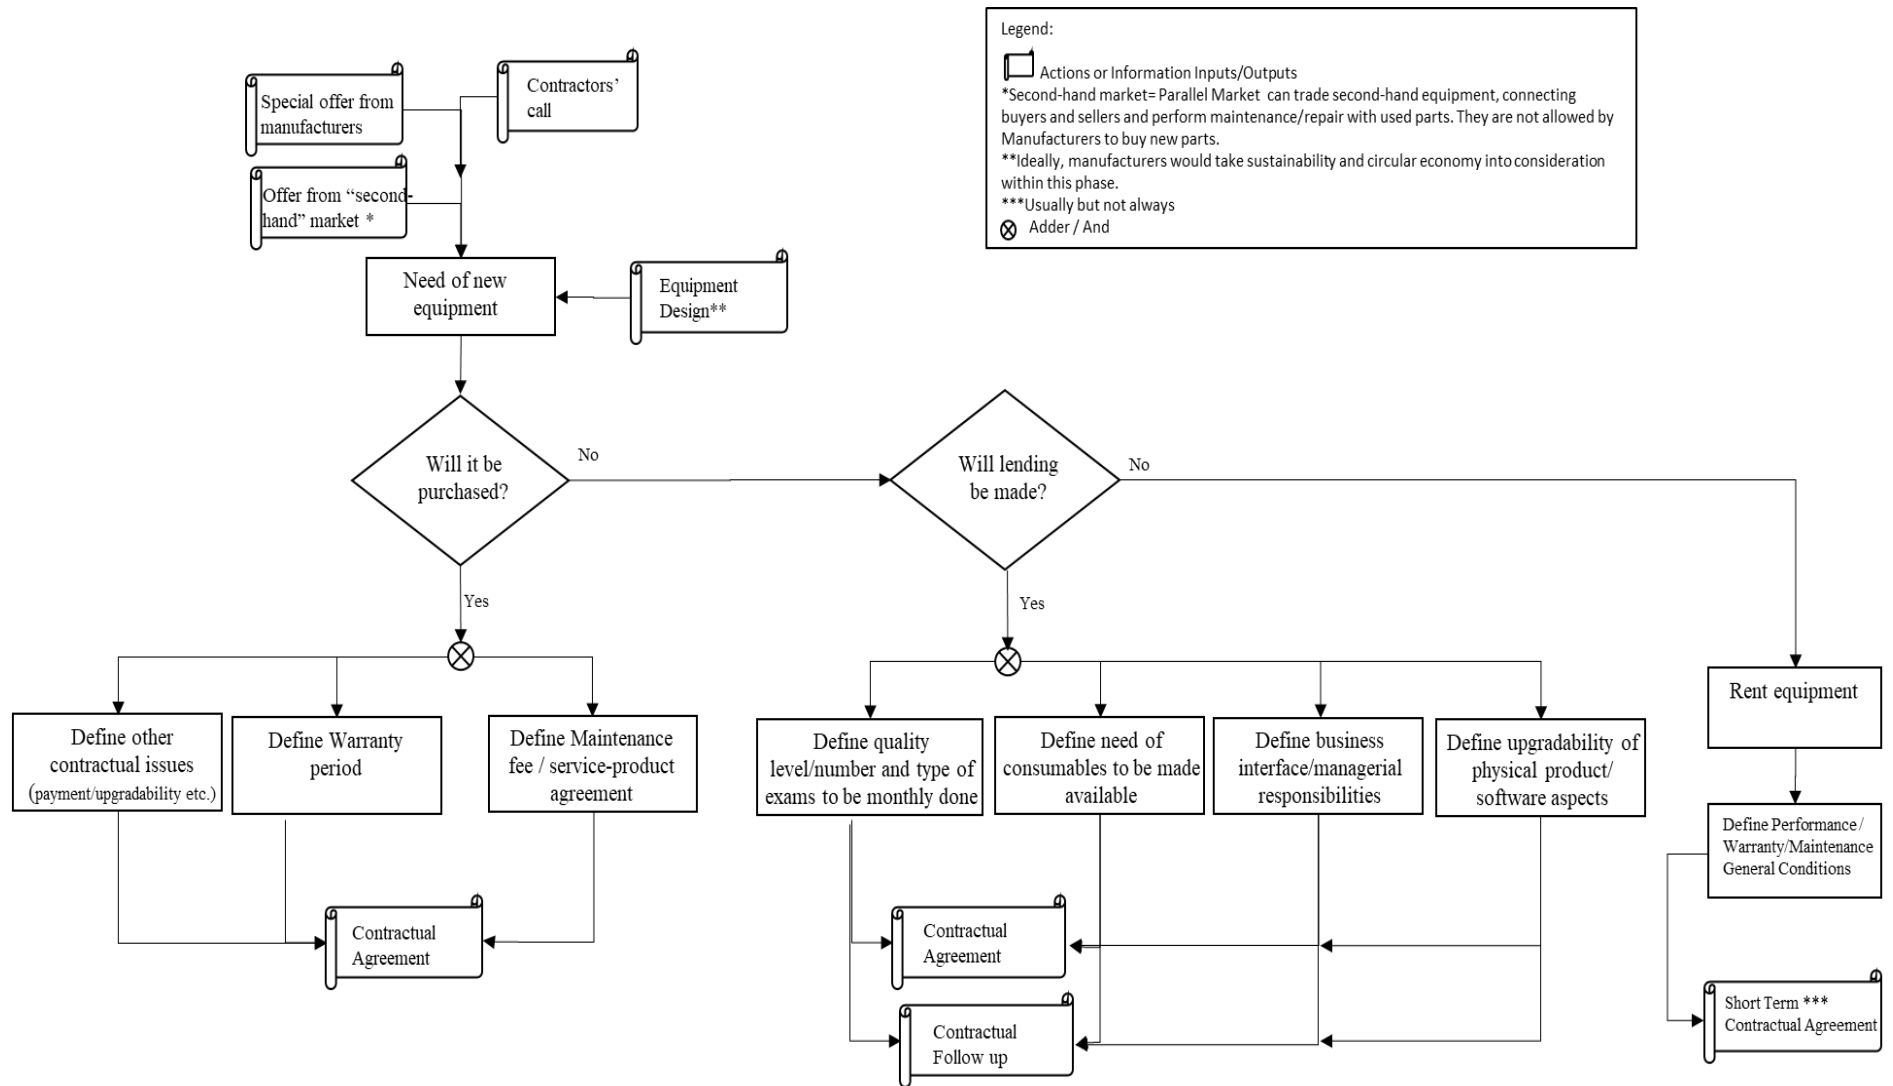 Legend:
Actions or Information Inputs/Outputs
*Second-hand market= Parallel Market can trade second-hand equipment, connecting
buyers and sellers and perform maintenance/repair with used parts. They are not allowed by
Manufacturers to buy new parts.
**Ideally, manufacturers would take sustainability and circular economy into consideration
within this phase.
***Usually but not always
Adder / And
Contractors’
call
Special offer from
manufacturers
Offer from “second-
hand” market *
Need of new
equipment
Equipment
Design**
Will it be
purchased?
No
Yes
Will lending
be made?
No
Yes
Define other
contractual issues
(payment/upgradability etc.)
Define Warranty
period
Define Maintenance
fee / service-product
agreement
Contractual
Agreement
Define quality
level/number and type of
exams to be monthly done
Define need of
consumables to be made
available
Define business
interface/managerial
responsibilities
Define upgradability of
physical product/
software aspects
Contractual
Agreement
Contractual
Follow up
Rent equipment
Define Performance /
Warranty/Maintenance
General Conditions
Short Term ***
Contractual Agreement